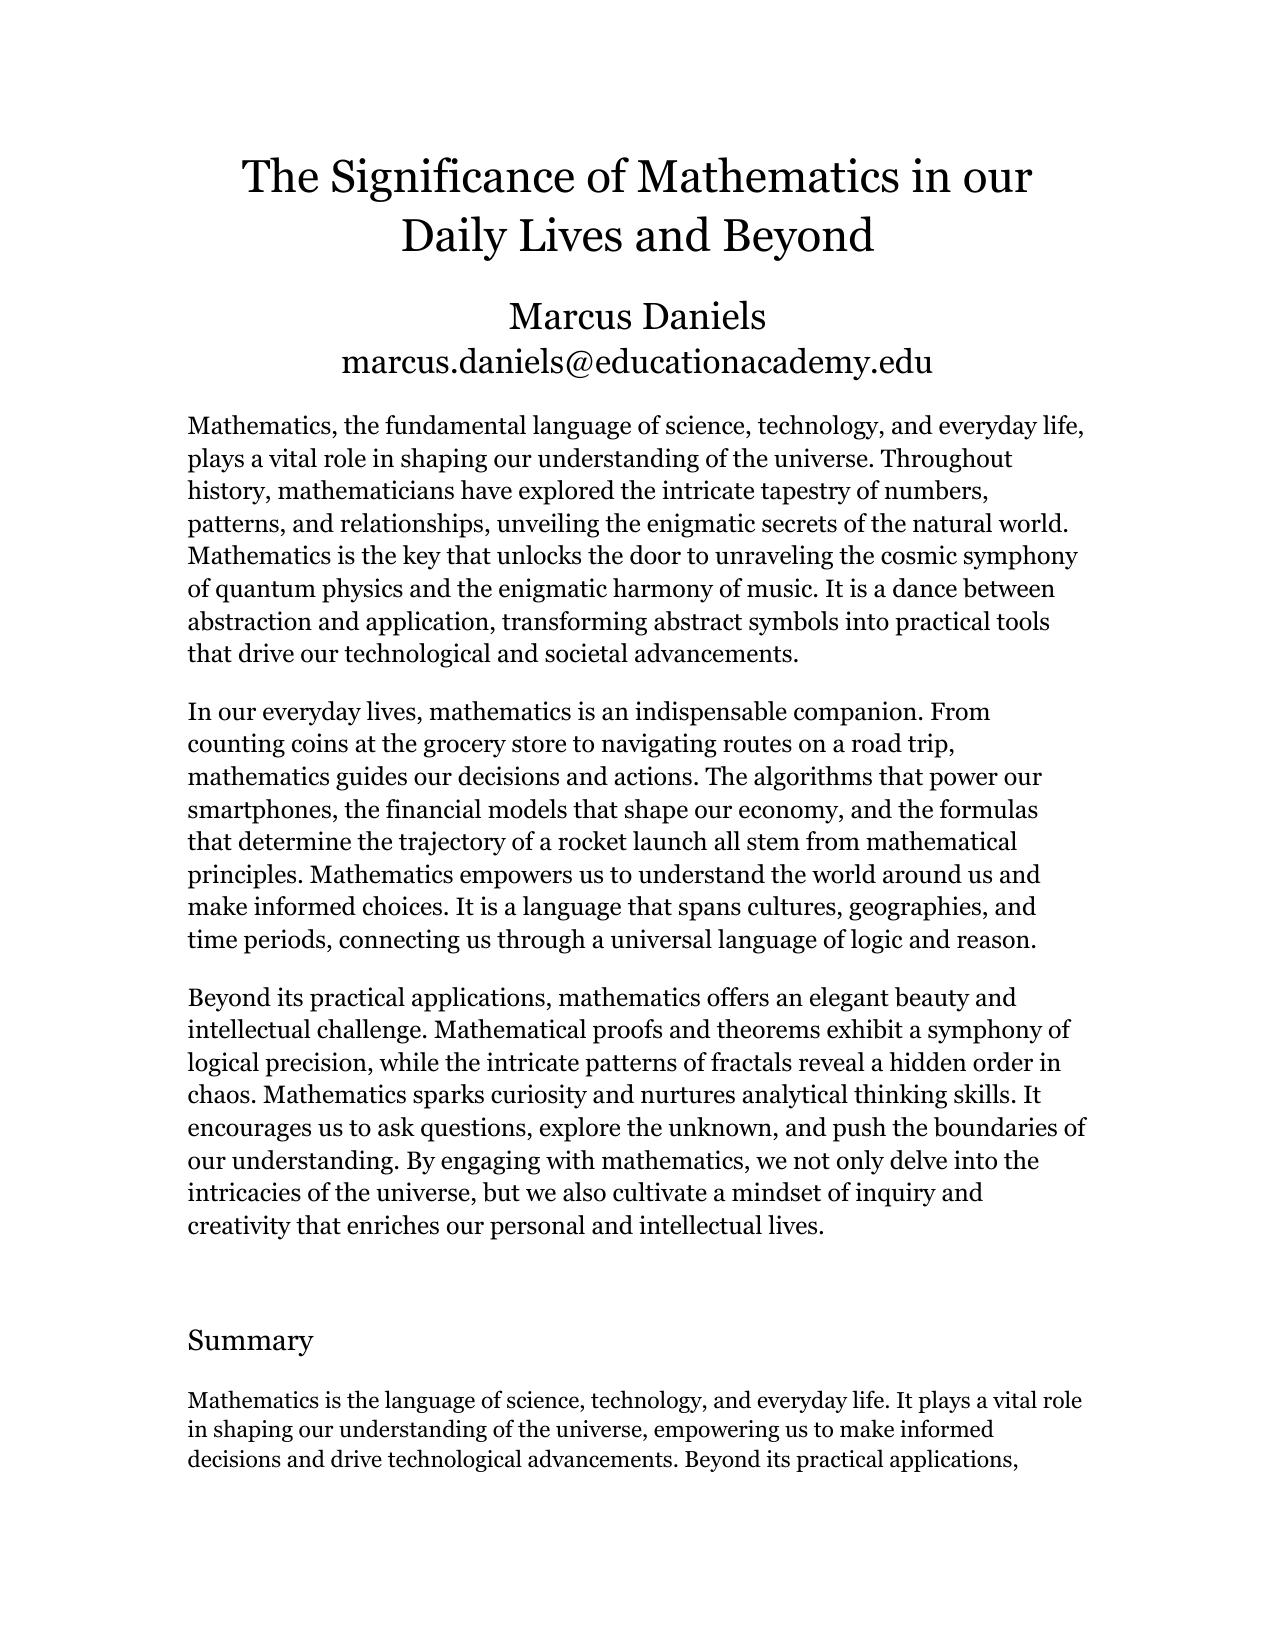 The Significance of Mathematics in our
Daily Lives and Beyond
Marcus Daniels
marcus.daniels@educationacademy.edu
Mathematics, the fundamental language of science, technology, and everyday life,
plays a vital role in shaping our understanding of the universe. Throughout
history, mathematicians have explored the intricate tapestry of numbers,
patterns, and relationships, unveiling the enigmatic secrets of the natural world.
Mathematics is the key that unlocks the door to unraveling the cosmic symphony
of quantum physics and the enigmatic harmony of music. It is a dance between
abstraction and application, transforming abstract symbols into practical tools
that drive our technological and societal advancements.
In our everyday lives, mathematics is an indispensable companion. From
counting coins at the grocery store to navigating routes on a road trip,
mathematics guides our decisions and actions. The algorithms that power our
smartphones, the financial models that shape our economy, and the formulas
that determine the trajectory of a rocket launch all stem from mathematical
principles. Mathematics empowers us to understand the world around us and
make informed choices. It is a language that spans cultures, geographies, and
time periods, connecting us through a universal language of logic and reason.
Beyond its practical applications, mathematics offers an elegant beauty and
intellectual challenge. Mathematical proofs and theorems exhibit a symphony of
logical precision, while the intricate patterns of fractals reveal a hidden order in
chaos. Mathematics sparks curiosity and nurtures analytical thinking skills. It
encourages us to ask questions, explore the unknown, and push the boundaries of
our understanding. By engaging with mathematics, we not only delve into the
intricacies of the universe, but we also cultivate a mindset of inquiry and
creativity that enriches our personal and intellectual lives.
Summary
Mathematics is the language of science, technology, and everyday life. It plays a vital role
in shaping our understanding of the universe, empowering us to make informed
decisions and drive technological advancements. Beyond its practical applications,